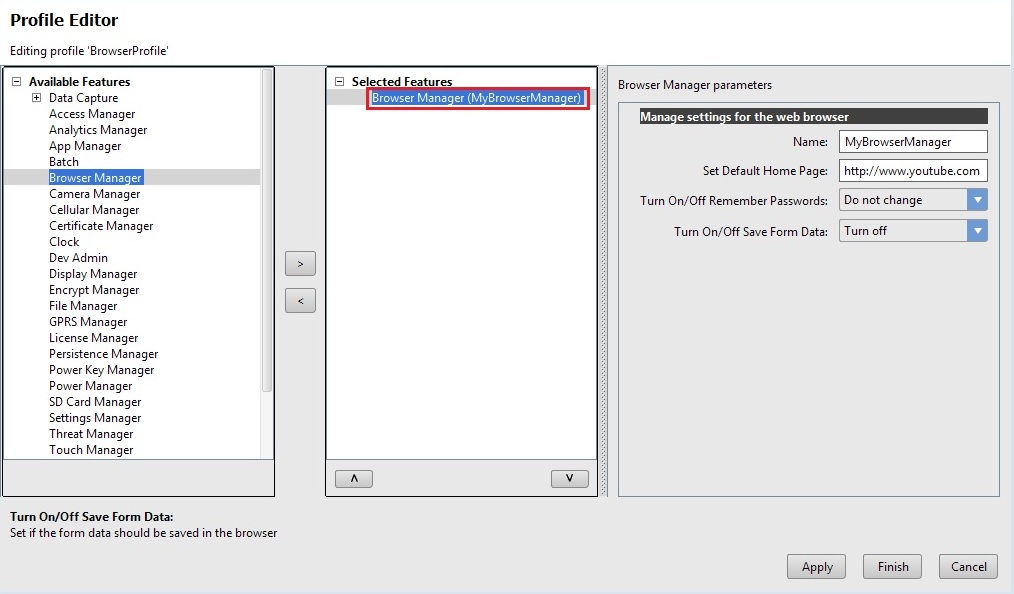 Profile Editor
Editing profile 'BrowserProfile'
Available Features
Data Capture
Access Manager
Analytics Manager
App Manager
Batch
Browser Manager
Camera Manager
Cellular Manager
Certificate Manager
Clock
Dev Admin
Display Manager
Encrypt Manager
File Manager
GPRS Manager
License Manager
Persistence Manager
Power Key Manager
Power Manager
SD Card Manager
Settings Manager
Threat Manager
Touch Manager
>
<
Selected Features
Browser Manager (MyBrowserManager)
Λ
V
Browser Manager parameters
Manage settings for the web browser
Name: MyBrowserManager
Set Default Home Page: http://www.youtube.com
Turn On/Off Remember Passwords: Do not change
Turn On/Off Save Form Data: Turn off
Turn On/Off Save Form Data:
Set if the form data should be saved in the browser
Apply Finish Cancel